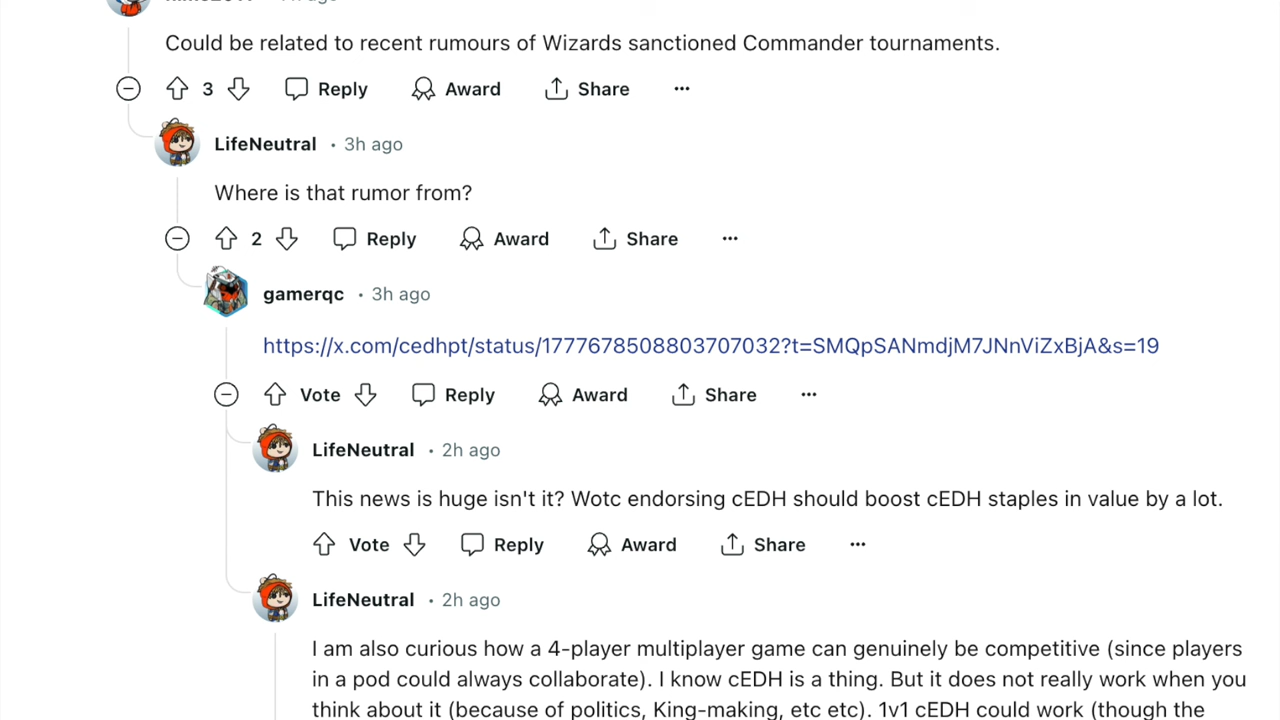 Could be related to recent rumours of Wizards sanctioned Commander tournaments.
3 Reply Award Share
LifeNeutral • 3h ago
Where is that rumor from?
2 Reply Award Share
gamerqc • 3h ago
https://x.com/cedhpt/status/1777678508803707032?t=SMQpSANmdjM7JNnViZxBjA&s=19
Vote Reply Award Share
LifeNeutral • 2h ago
This news is huge isn't it? Wotc endorsing cEDH should boost cEDH staples in value by a lot.
Vote Reply Award Share
LifeNeutral • 2h ago
I am also curious how a 4-player multiplayer game can genuinely be competitive (since players
in a pod could always collaborate). I know cEDH is a thing. But it does not really work when you
think about it (because of politics, King-making, etc etc). 1v1 cEDH could work (though the